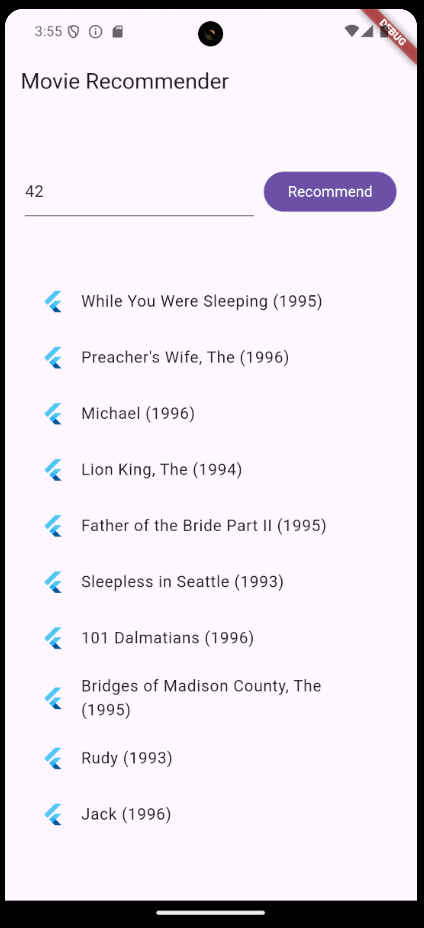 3:55
DEBUG
Movie Recommender
42
Recommend
While You Were Sleeping (1995)
Preacher's Wife, The (1996)
Michael (1996)
Lion King, The (1994)
Father of the Bride Part II (1995)
Sleepless in Seattle (1993)
101 Dalmatians (1996)
Bridges of Madison County, The
(1995)
Rudy (1993)
Jack (1996)